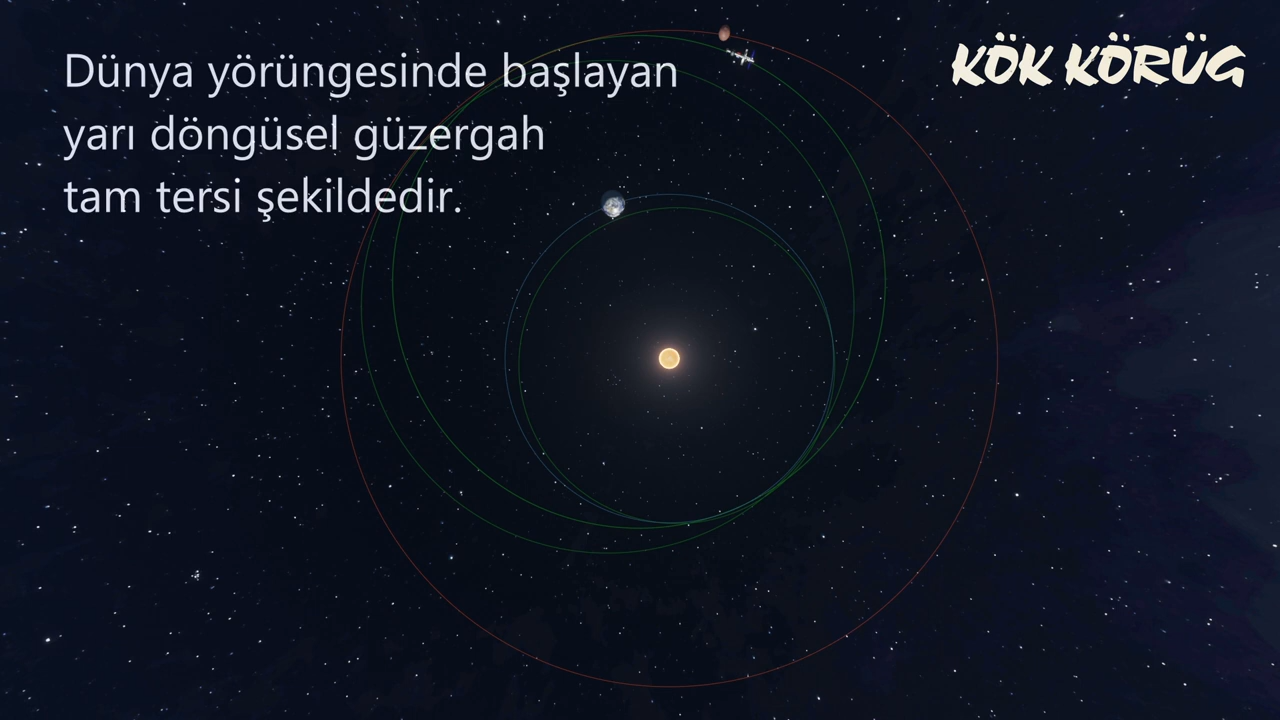 Dünya yörüngesinde başlayan
yarı döngüsel güzergah
tam tersi şekildedir.
KÖK KÖRÜG